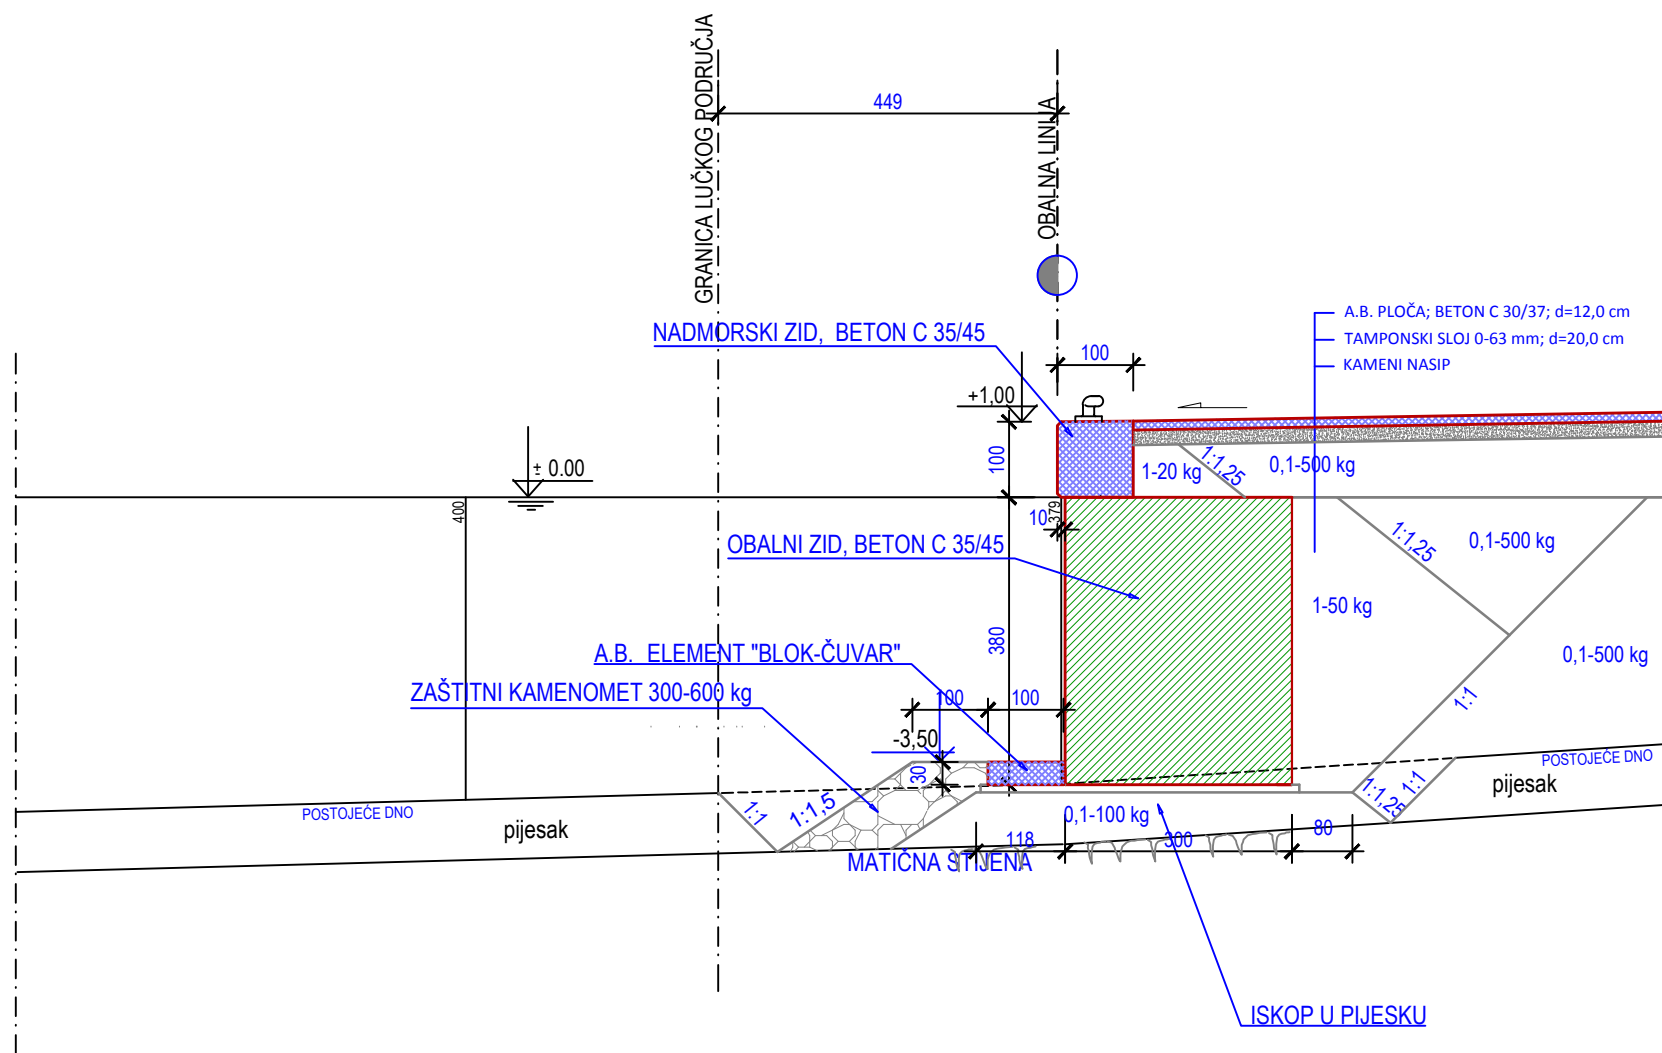 GRANICA LUČKOG PODRUČJA
OBALNA LINIJA
449
NADMORSKI ZID, BETON C 35/45
100
A.B. PLOČA; BETON C 30/37; d=12,0 cm
TAMPONSKI SLOJ 0-63 mm; d=20,0 cm
KAMENI NASIP
+1,00
± 0.00
100
1-20 kg
1:1,25
0,1-500 kg
400
10
379
OBALNI ZID, BETON C 35/45
1:1,25
0,1-500 kg
1-50 kg
380
A.B. ELEMENT "BLOK-ČUVAR"
0,1-500 kg
ZAŠTITNI KAMENOMET 300-600 kg
100
100
1:1
-3,50
30
POSTOJEĆE DNO
pijesak
1:1,25
1:1
POSTOJEĆE DNO
pijesak
1:1
1:1,5
0,1-100 kg
118
300
80
MATIČNA STIJENA
ISKOP U PIJESKU